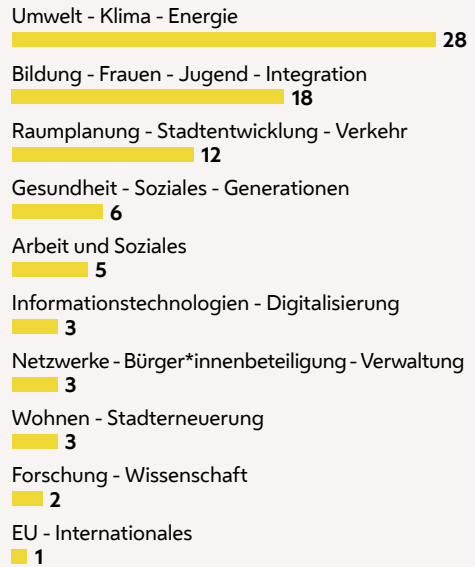 Umwelt - Klima - Energie
28
Bildung - Frauen - Jugend - Integration
18
Raumplanung - Stadtentwicklung - Verkehr
12
Gesundheit - Soziales - Generationen
6
Arbeit und Soziales
5
Informationstechnologien - Digitalisierung
3
Netzwerke - Bürger*innenbeteiligung - Verwaltung
3
Wohnen - Stadterneuerung
3
Forschung - Wissenschaft
2
EU - Internationales
1